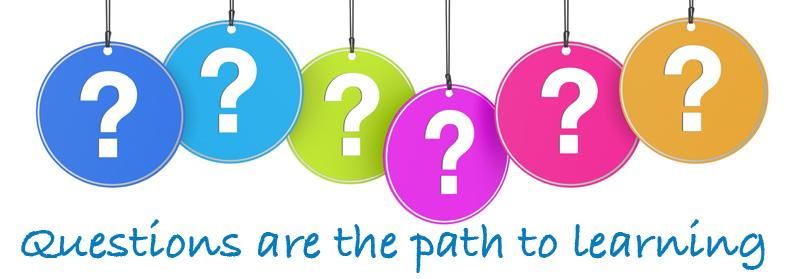 ? ? ? ? ? ?
Questions are the path to learning